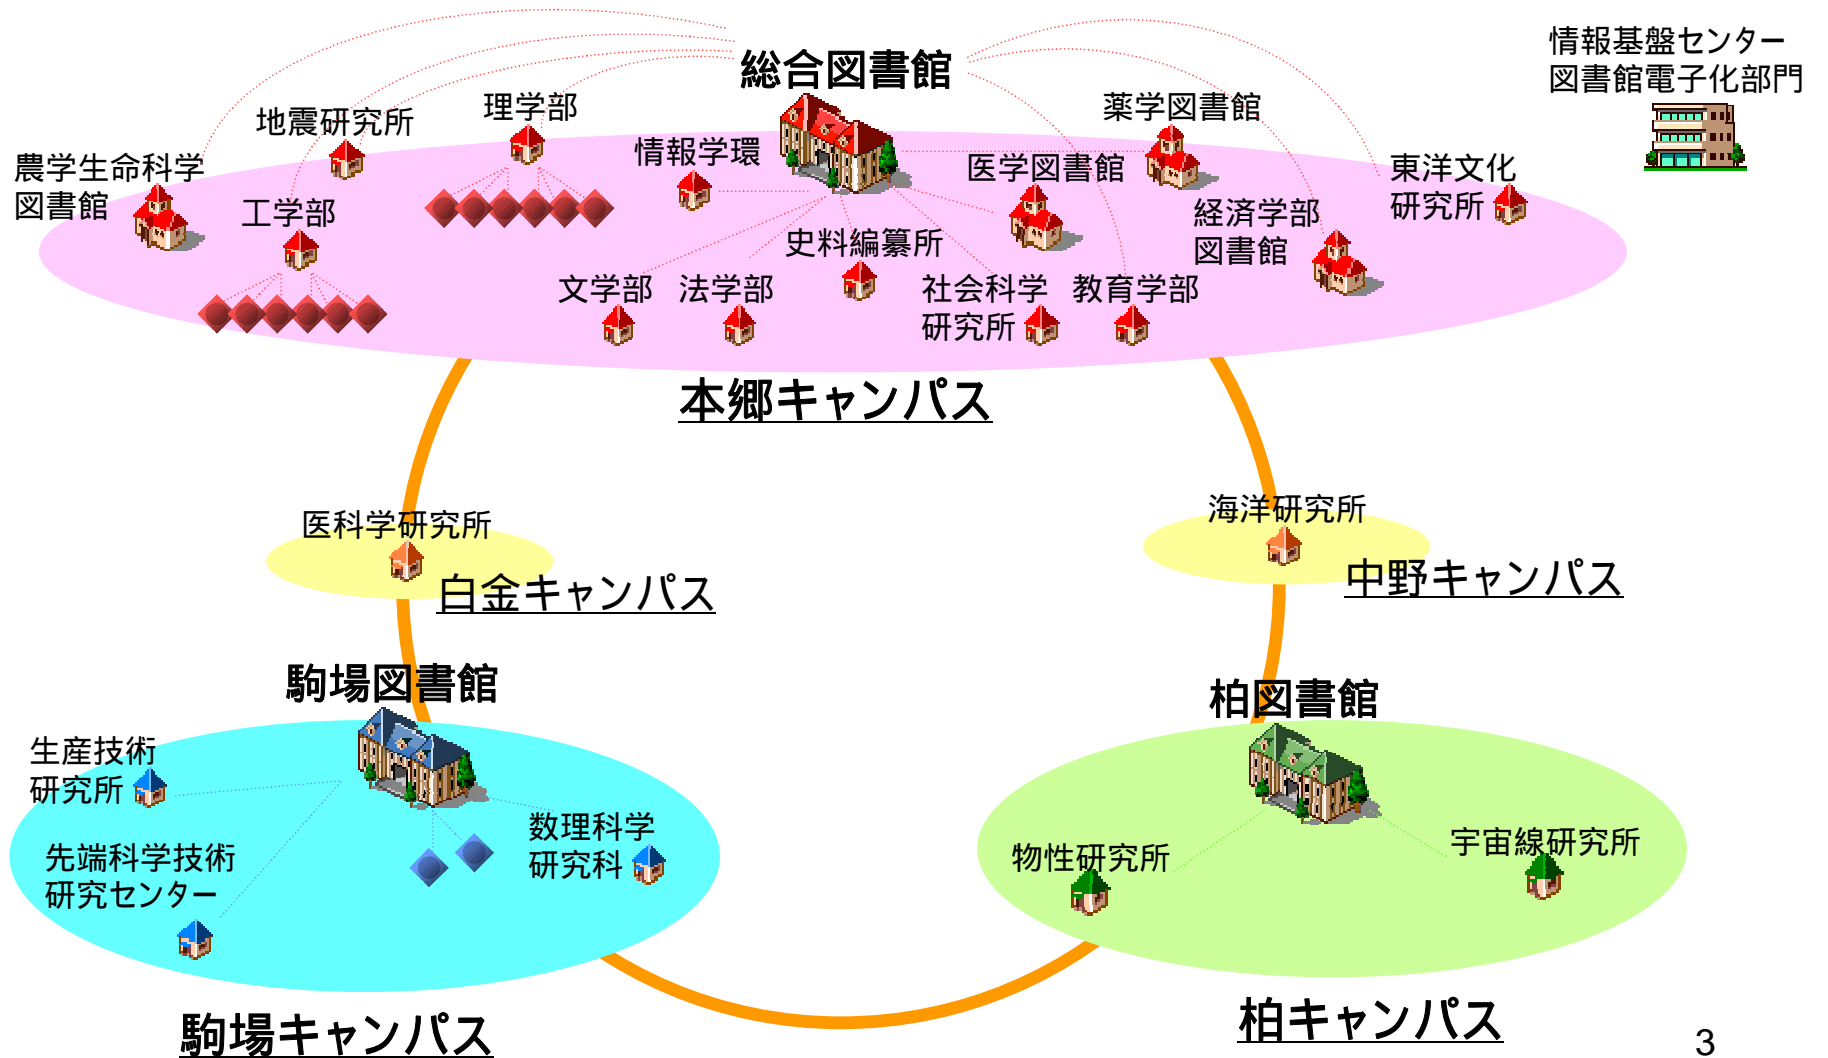 総合図書館
情報基盤センター
図書館電子化部門
地震研究所
理学部
薬学図書館
農学生命科学
図書館
情報学環
医学図書館
東洋文化
研究所
工学部
経済学部
図書館
史料編纂所
文学部
法学部
社会科学
研究所
教育学部
本郷キャンパス
医科学研究所
白金キャンパス
海洋研究所
中野キャンパス
駒場図書館
柏図書館
生産技術
研究所
数理科学
研究科
先端科学技術
研究センター
物性研究所
宇宙線研究所
駒場キャンパス
柏キャンパス
3